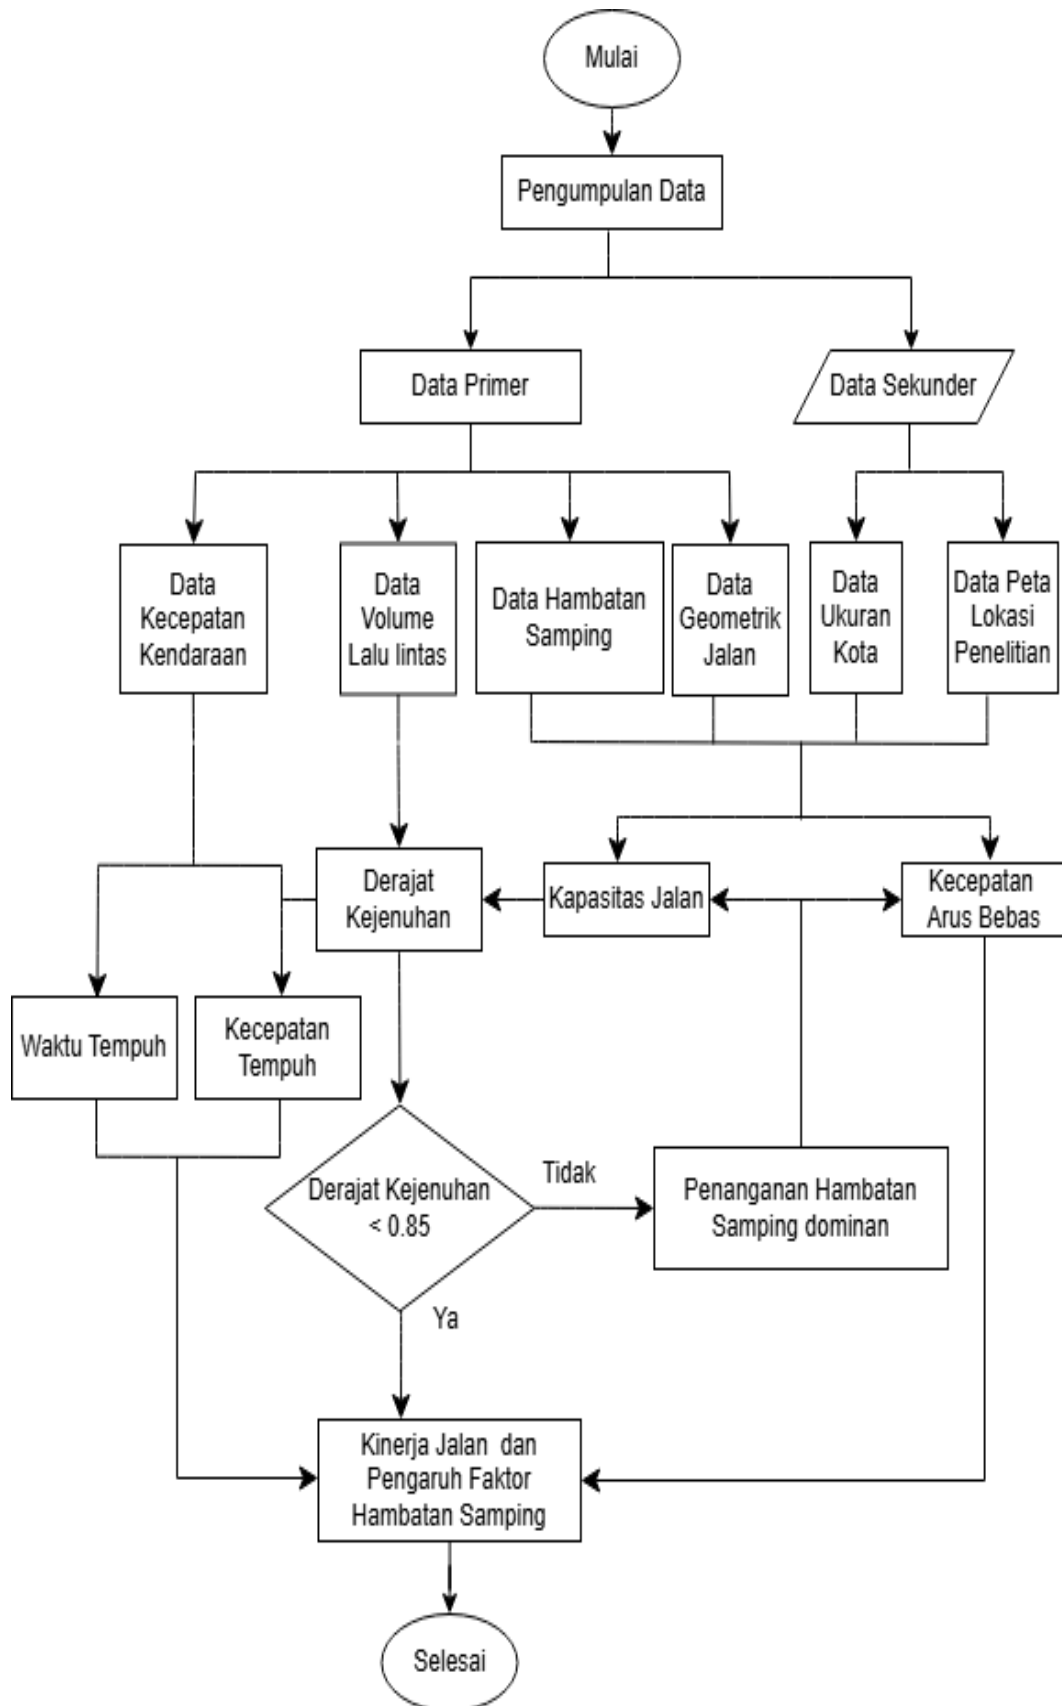 Mulai
Pengumpulan Data
Data Primer
Data Sekunder
Data
Kecepatan
Kendaraan
Data
Volume
Lalu lintas
Data Hambatan
Samping
Data
Geometrik
Jalan
Data
Ukuran
Kota
Data Peta
Lokasi
Penelitian
Derajat
Kejenuhan
Kapasitas Jalan
Kecepatan
Arus Bebas
Waktu Tempuh
Kecepatan
Tempuh
Derajat Kejenuhan
< 0.85
Tidak
Penanganan Hambatan
Samping dominan
Ya
Kinerja Jalan dan
Pengaruh Faktor
Hambatan Samping
Selesai